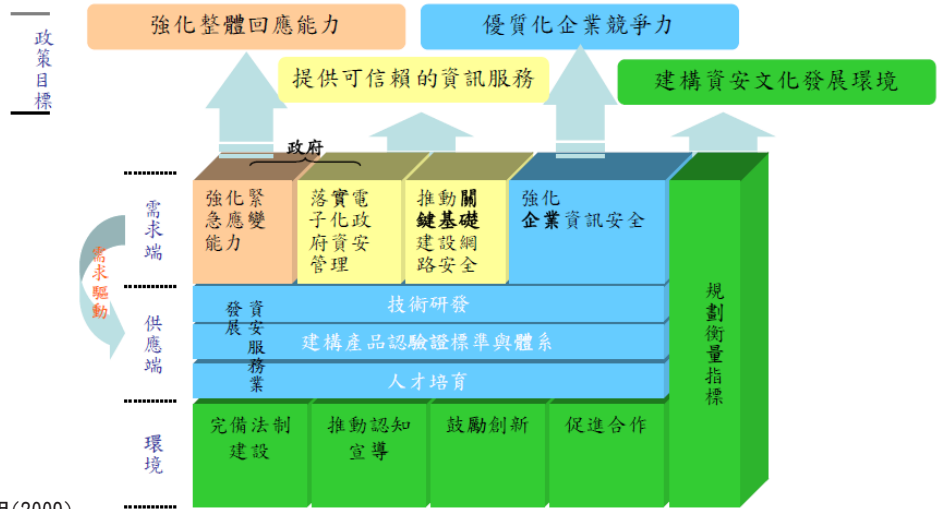 政策目標
強化整體回應能力
優質化企業競爭力
提供可信賴的資訊服務
建構資安文化發展環境
政府
需求端
強化緊
急應變
能力
落實電
子化政
府資安
管理
推動關
鍵基礎
建設網
路安全
強化
企業資訊安全
需求驅動
供應端
發展
資安服務業
技術研發
建構產品認驗證標準與體系
人才培育
規劃衡量指標
環境
完備法制
建設
推動認知
宣導
鼓勵創新
促進合作
(2009)